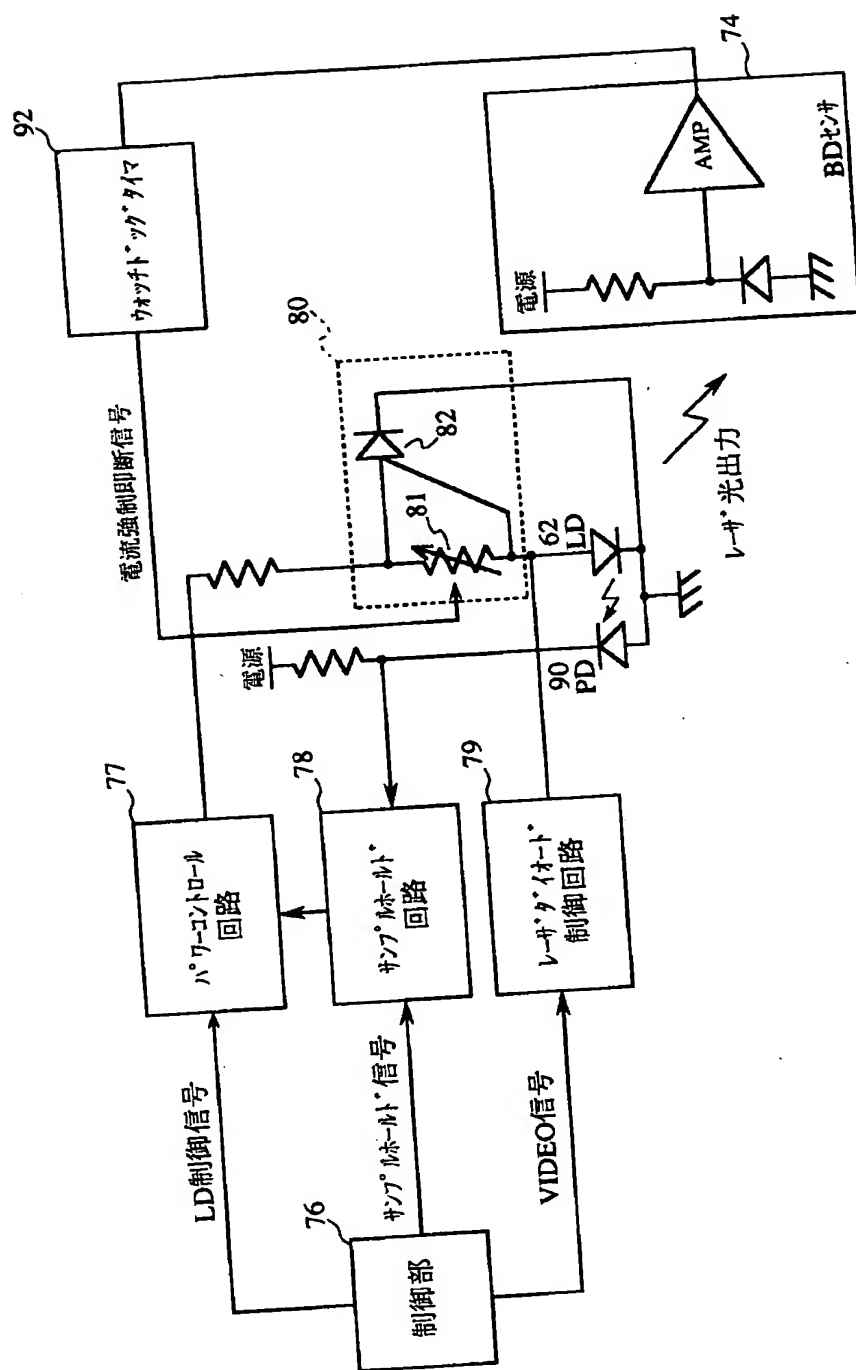 92
ウォッチドッグタイマ
電流強制即断信号
74
AMP
電源
BDセンサ
80
82
81
62
LD
レーザ光出力
電源
90
PD
77
パワーコントロール
回路
78
サンプルホールド
回路
79
レーザダイオード
制御回路
LD制御信号
サンプルホールド信号
VIDEO信号
76
制御部